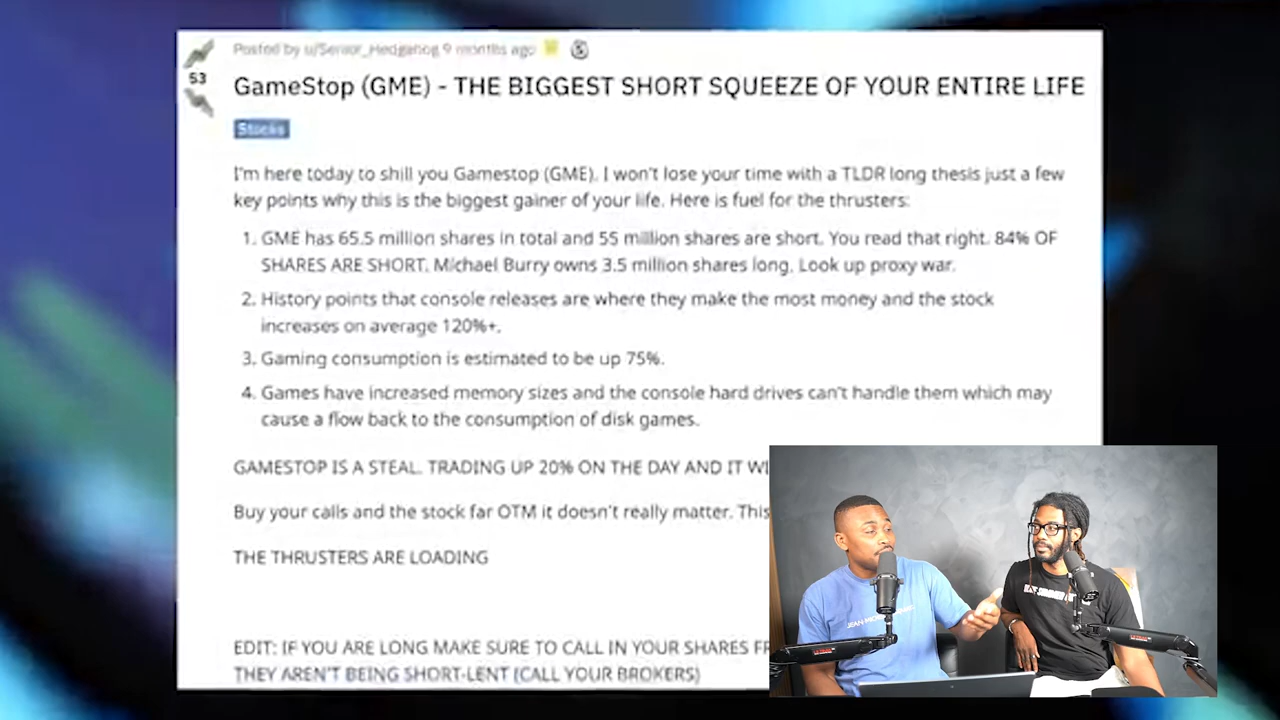 Posted by u/Senior_Hedgehog 9 months ago
53
GameStop (GME) - THE BIGGEST SHORT SQUEEZE OF YOUR ENTIRE LIFE
Stocks
I'm here today to shill you Gamestop (GME). I won't lose your time with a TLDR long thesis just a few
key points why this is the biggest gainer of your life. Here is fuel for the thrusters:
1. GME has 65.5 million shares in total and 55 million shares are short. You read that right. 84% OF
SHARES ARE SHORT. Michael Burry owns 3.5 million shares long. Look up proxy war.
2. History points that console releases are where they make the most money and the stock
increases on average 120%+.
3. Gaming consumption is estimated to be up 75%.
4. Games have increased memory sizes and the console hard drives can't handle them which may
cause a flow back to the consumption of disk games.
GAMESTOP IS A STEAL. TRADING UP 20% ON THE DAY AND IT
Buy your calls and the stock far OTM it doesn't really matter. This
THE THRUSTERS ARE LOADING
EDIT: IF YOU ARE LONG MAKE SURE TO CALL IN YOUR SHARES
THEY AREN'T BEING SHORT-LENT (CALL YOUR BROKERS)